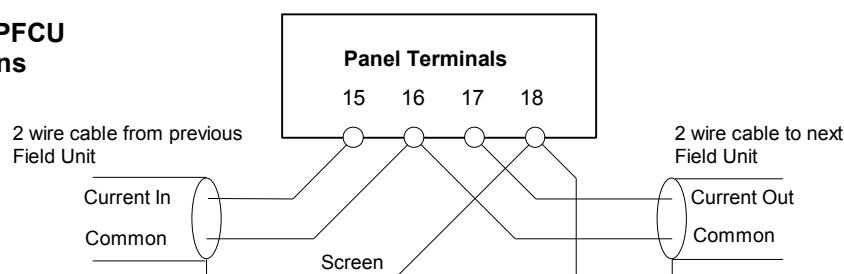 PFCU
ns
Panel Terminals
15 16 17 18
2 wire cable from previous
Field Unit
2 wire cable to next
Field Unit
Current In
Current Out
Common
Common
Screen